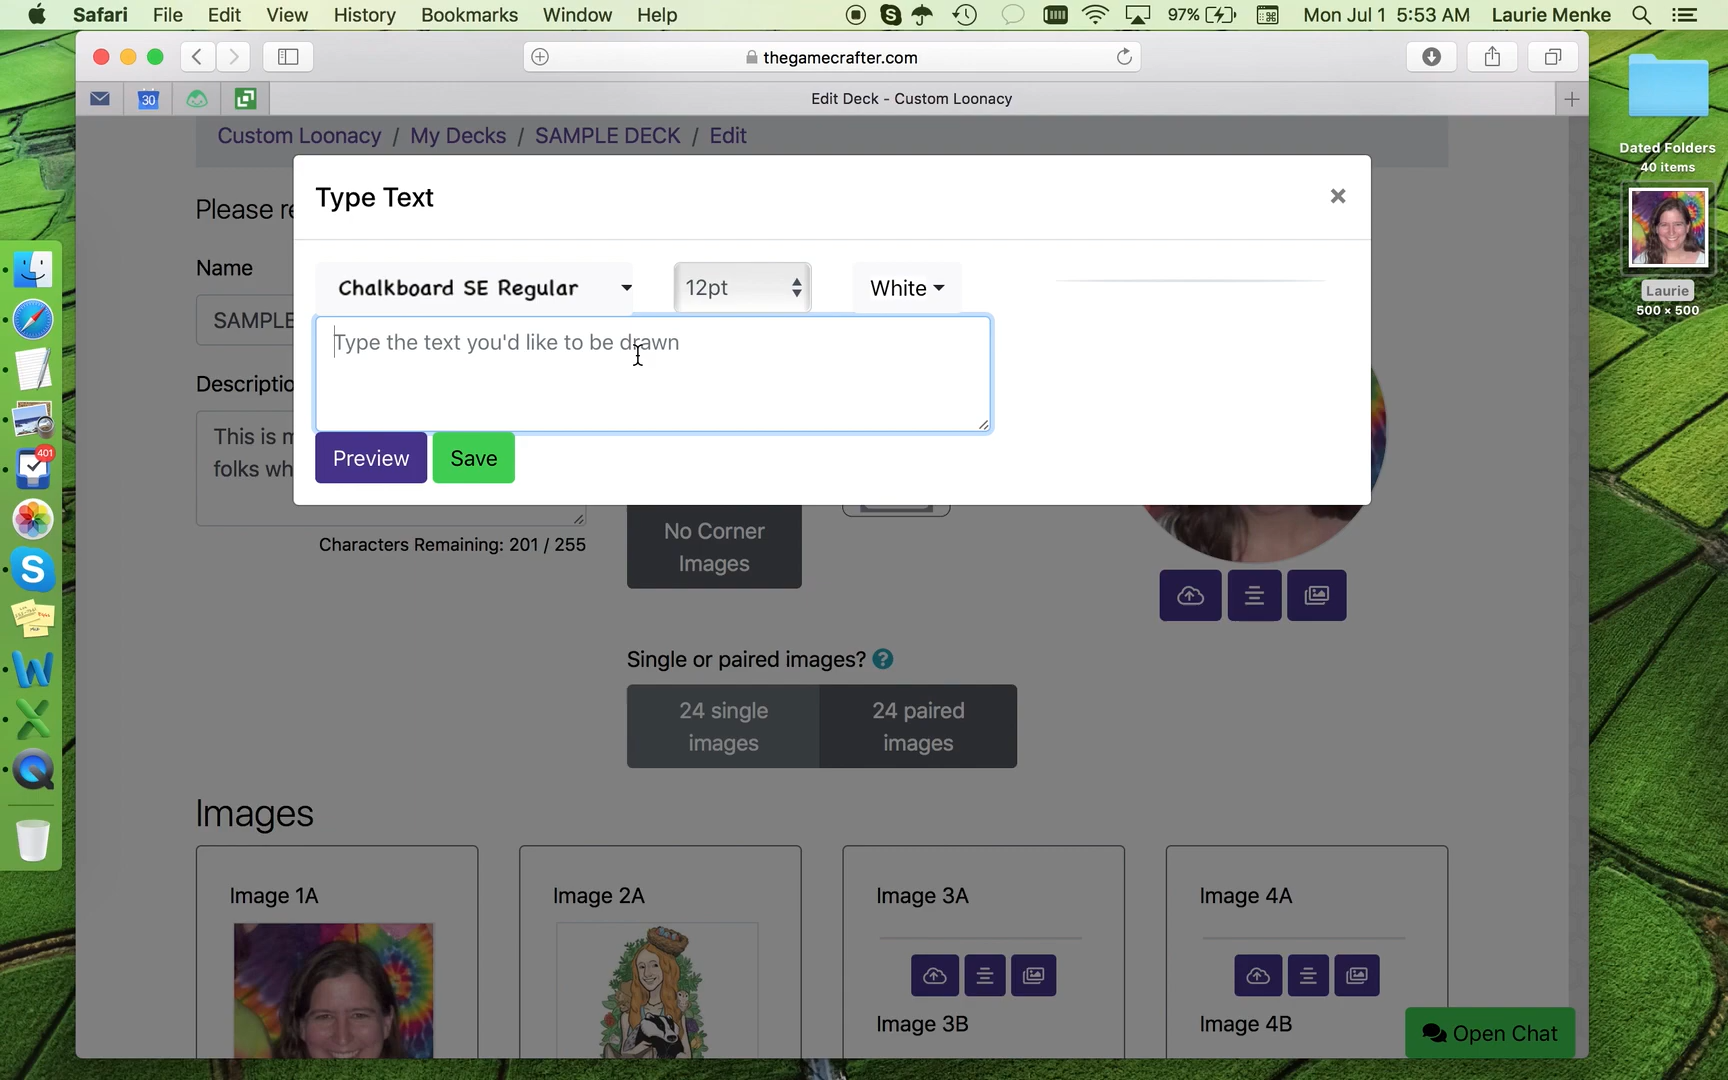 Safari File Edit View History Bookmarks Window Help 97% Mon Jul 1 5:53 AM Laurie Menke
thegamecrafter.com
30
Edit Deck - Custom Loonacy
Custom Loonacy / My Decks / SAMPLE DECK / Edit
Dated Folders
40 items
Laurie
500 × 500
Type Text
×
Please re
Name
SAMPLE
Descriptio
This is m
folks wh
Chalkboard SE Regular 12pt White
Type the text you'd like to be drawn
Preview Save
401
Characters Remaining: 201 / 255
No Corner
Images
Single or paired images? ?
24 single
images
24 paired
images
Images
Image 1A Image 2A Image 3A Image 4A
Image 3B Image 4B
Open Chat